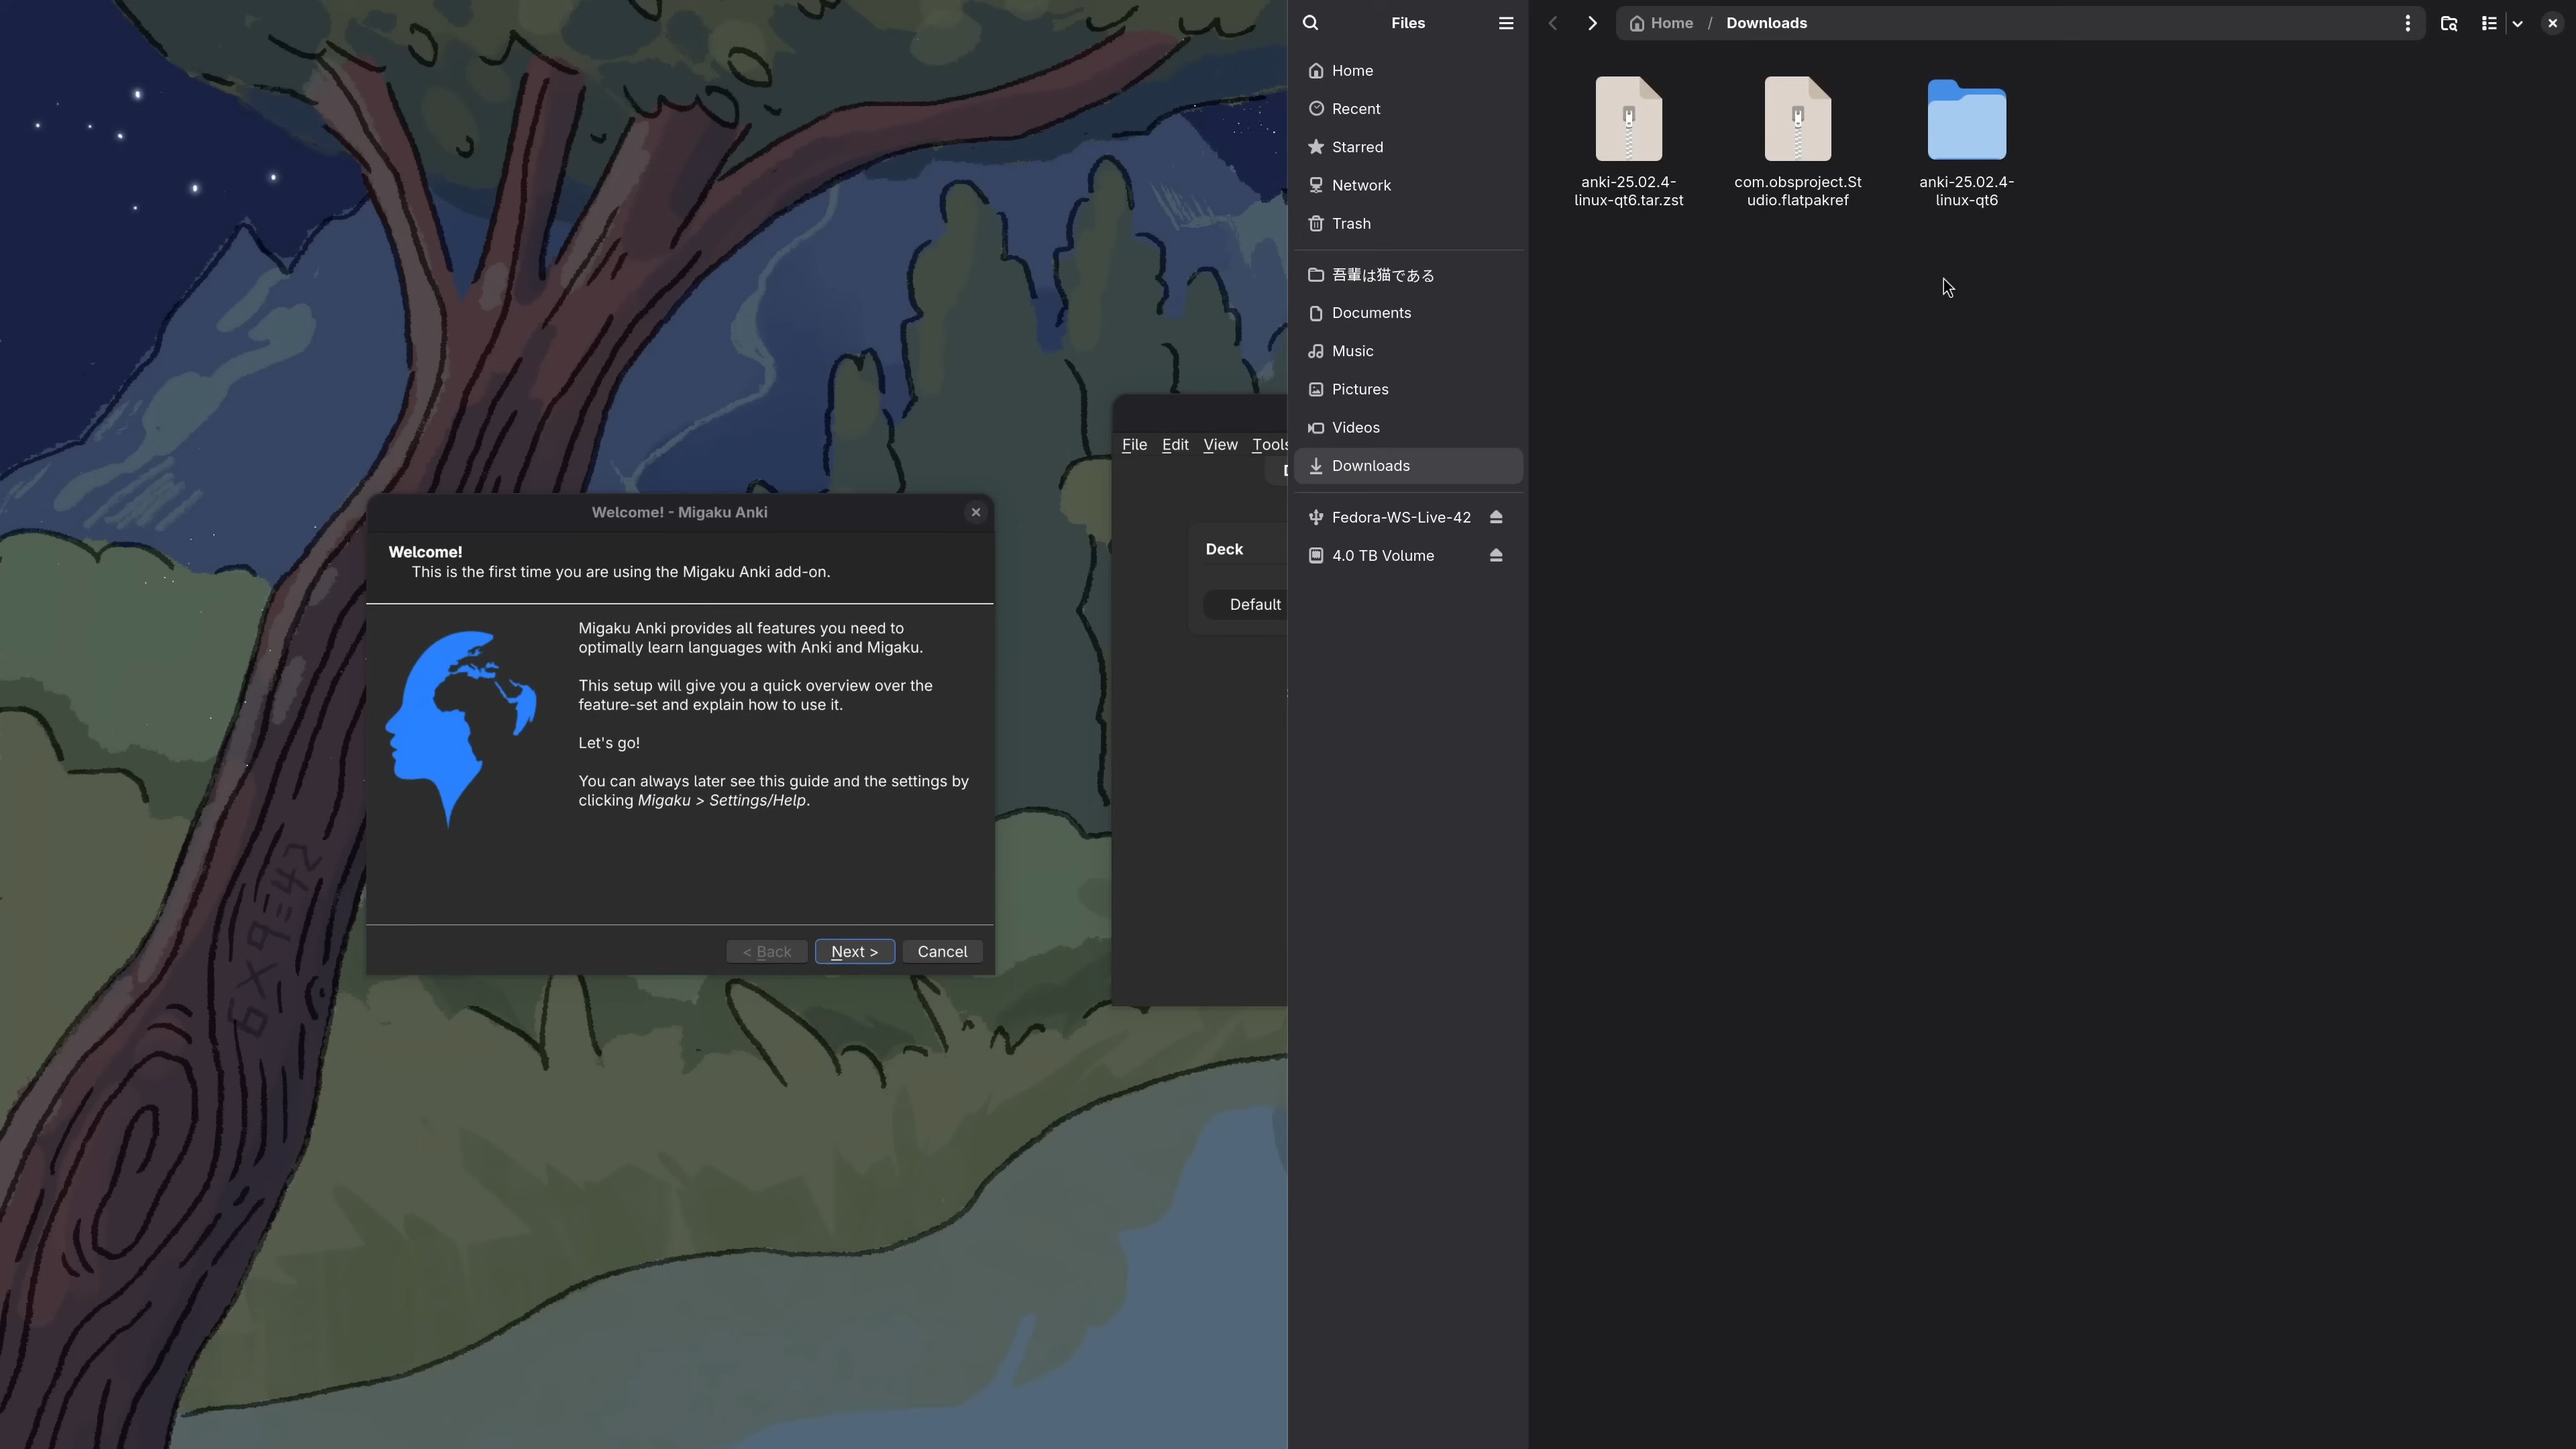 6×9=42
File Edit View Tools
Deck
Default
Welcome! - Migaku Anki
Welcome!
This is the first time you are using the Migaku Anki add-on.
Migaku Anki provides all features you need to
optimally learn languages with Anki and Migaku.
This setup will give you a quick overview over the
feature-set and explain how to use it.
Let's go!
You can always later see this guide and the settings by
clicking Migaku > Settings/Help.
< Back Next > Cancel
Files
Home
Recent
Starred
Network
Trash
吾輩は猫である
Documents
Music
Pictures
Videos
Downloads
Fedora-WS-Live-42
4.0 TB Volume
Home / Downloads
anki-25.02.4-
linux-qt6.tar.zst
com.obsproject.St
udio.flatpakref
anki-25.02.4-
linux-qt6